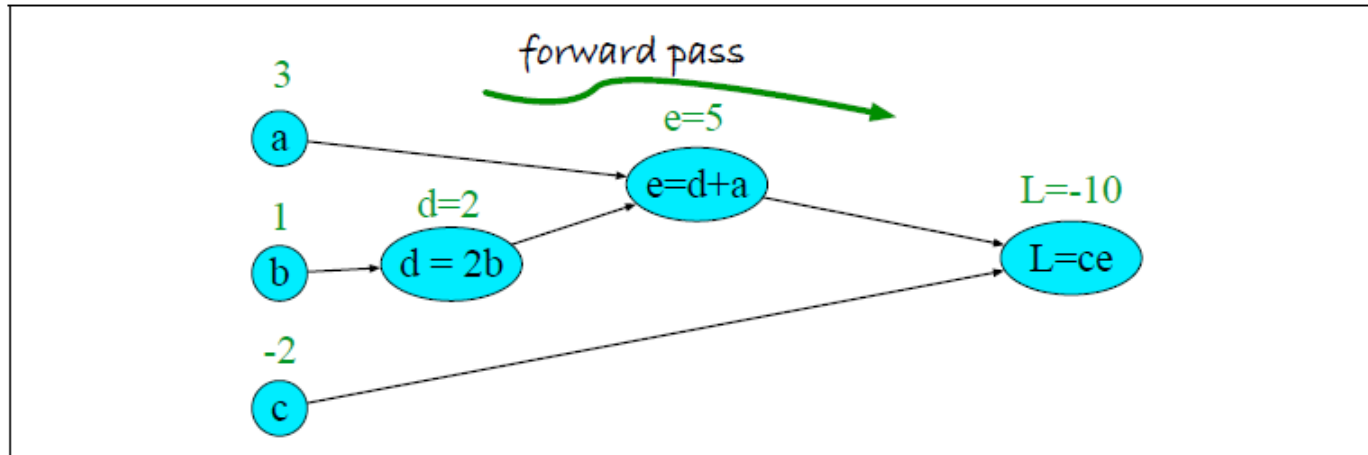 forward pass
3
a
e=5
e=d+a
1
d=2
L=-10
b
d = 2b
L=ce
-2
c